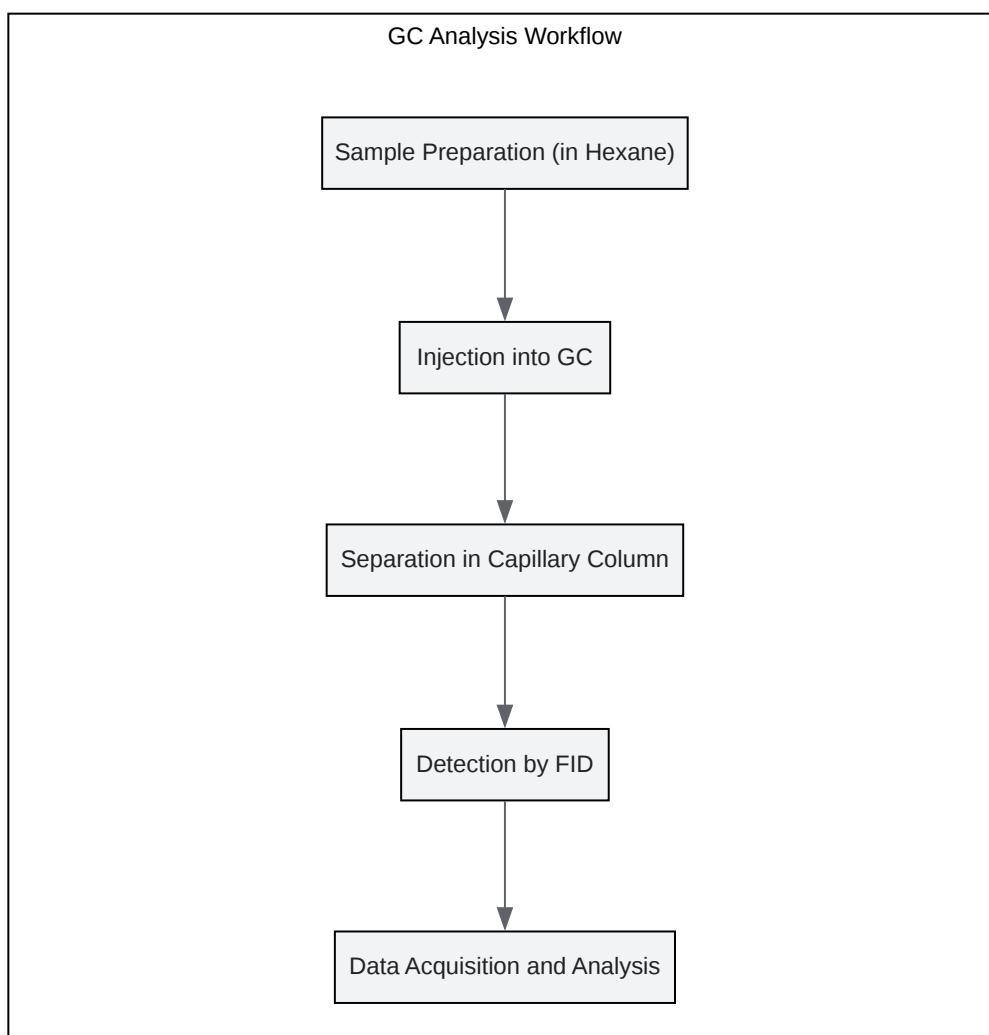 GC Analysis Workflow
Sample Preparation (in Hexane)
Injection into GC
Separation in Capillary Column
Detection by FID
Data Acquisition and Analysis